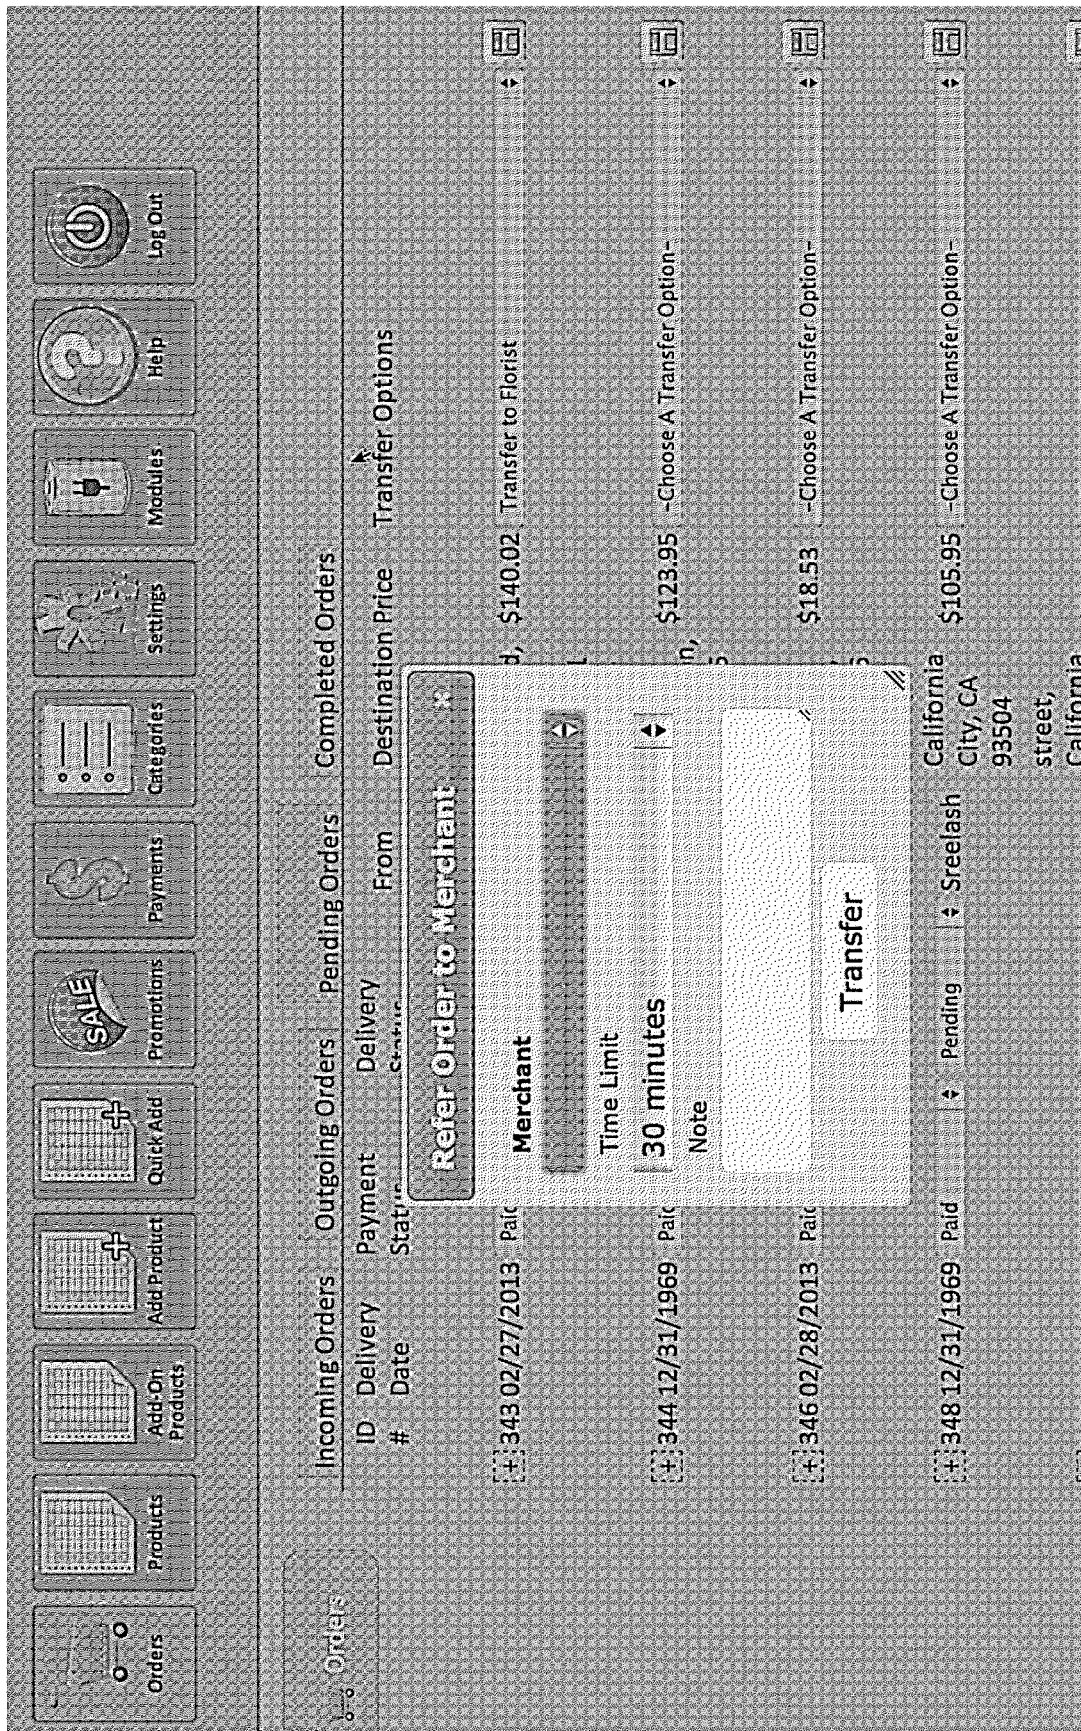 Orders
Products
Add-On
Products
Add Product
Quick Add
SALE
Promotions
Payments
Categories
Settings
Modules
Help
Log Out
Orders
Incoming Orders Outgoing Orders Pending Orders Completed Orders
ID Delivery Payment Delivery From Destination Price Transfer Options
# Date Status Status
343 02/27/2013 Paid $140.02 Transfer to Florist
344 12/31/1969 Paid $123.95 -Choose A Transfer Option-
346 02/28/2013 Paid $18.53 -Choose A Transfer Option-
348 12/31/1969 Paid Pending Sreelash California $105.95 -Choose A Transfer Option-
City, CA
93504
street,
California
Refer Order to Merchant x
Merchant
Time Limit
30 minutes
Note
Transfer